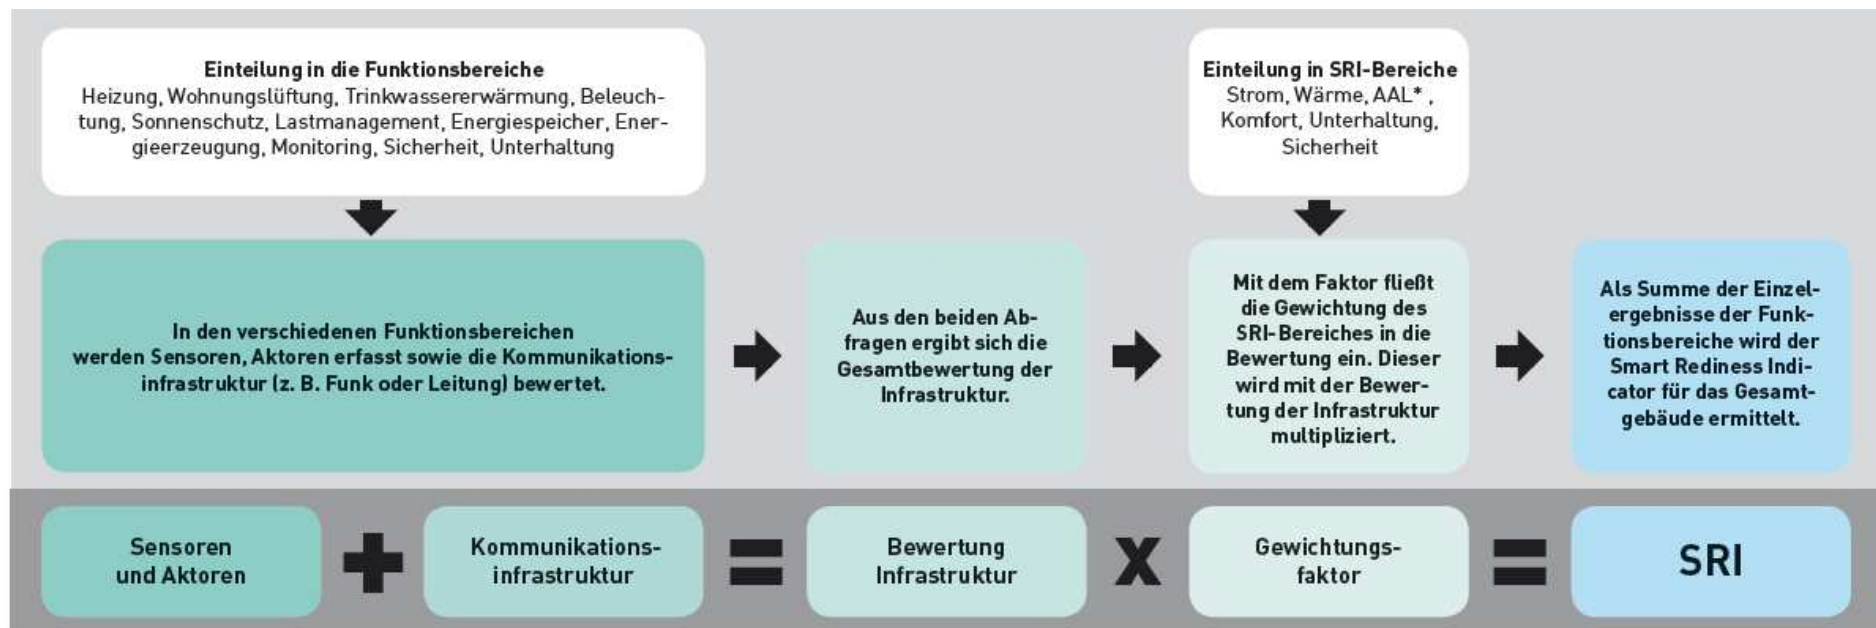 Einteilung in die Funktionsbereiche
Heizung, Wohnungslüftung, Trinkwassererwärmung, Beleuch-
tung, Sonnenschutz, Lastmanagement, Energiespeicher, Ener-
gieerzeugung, Monitoring, Sicherheit, Unterhaltung
Einteilung in SRI-Bereiche
Strom, Wärme, AAL* ,
Komfort, Unterhaltung,
Sicherheit
In den verschiedenen Funktionsbereichen
werden Sensoren, Aktoren erfasst sowie die Kommunikations-
infrastruktur (z. B. Funk oder Leitung) bewertet.
Aus den beiden Ab-
fragen ergibt sich die
Gesamtbewertung der
Infrastruktur.
Mit dem Faktor fließt
die Gewichtung des
SRI-Bereiches in die
Bewertung ein. Dieser
wird mit der Bewer-
tung der Infrastruktur
multipliziert.
Als Summe der Einzel-
ergebnisse der Funk-
tionsbereiche wird der
Smart Rediness Indi-
cator für das Gesamt-
gebäude ermittelt.
Sensoren
und Aktoren
+
Kommunikations-
infrastruktur
=
Bewertung
Infrastruktur
X
Gewichtungs-
faktor
=
SRI